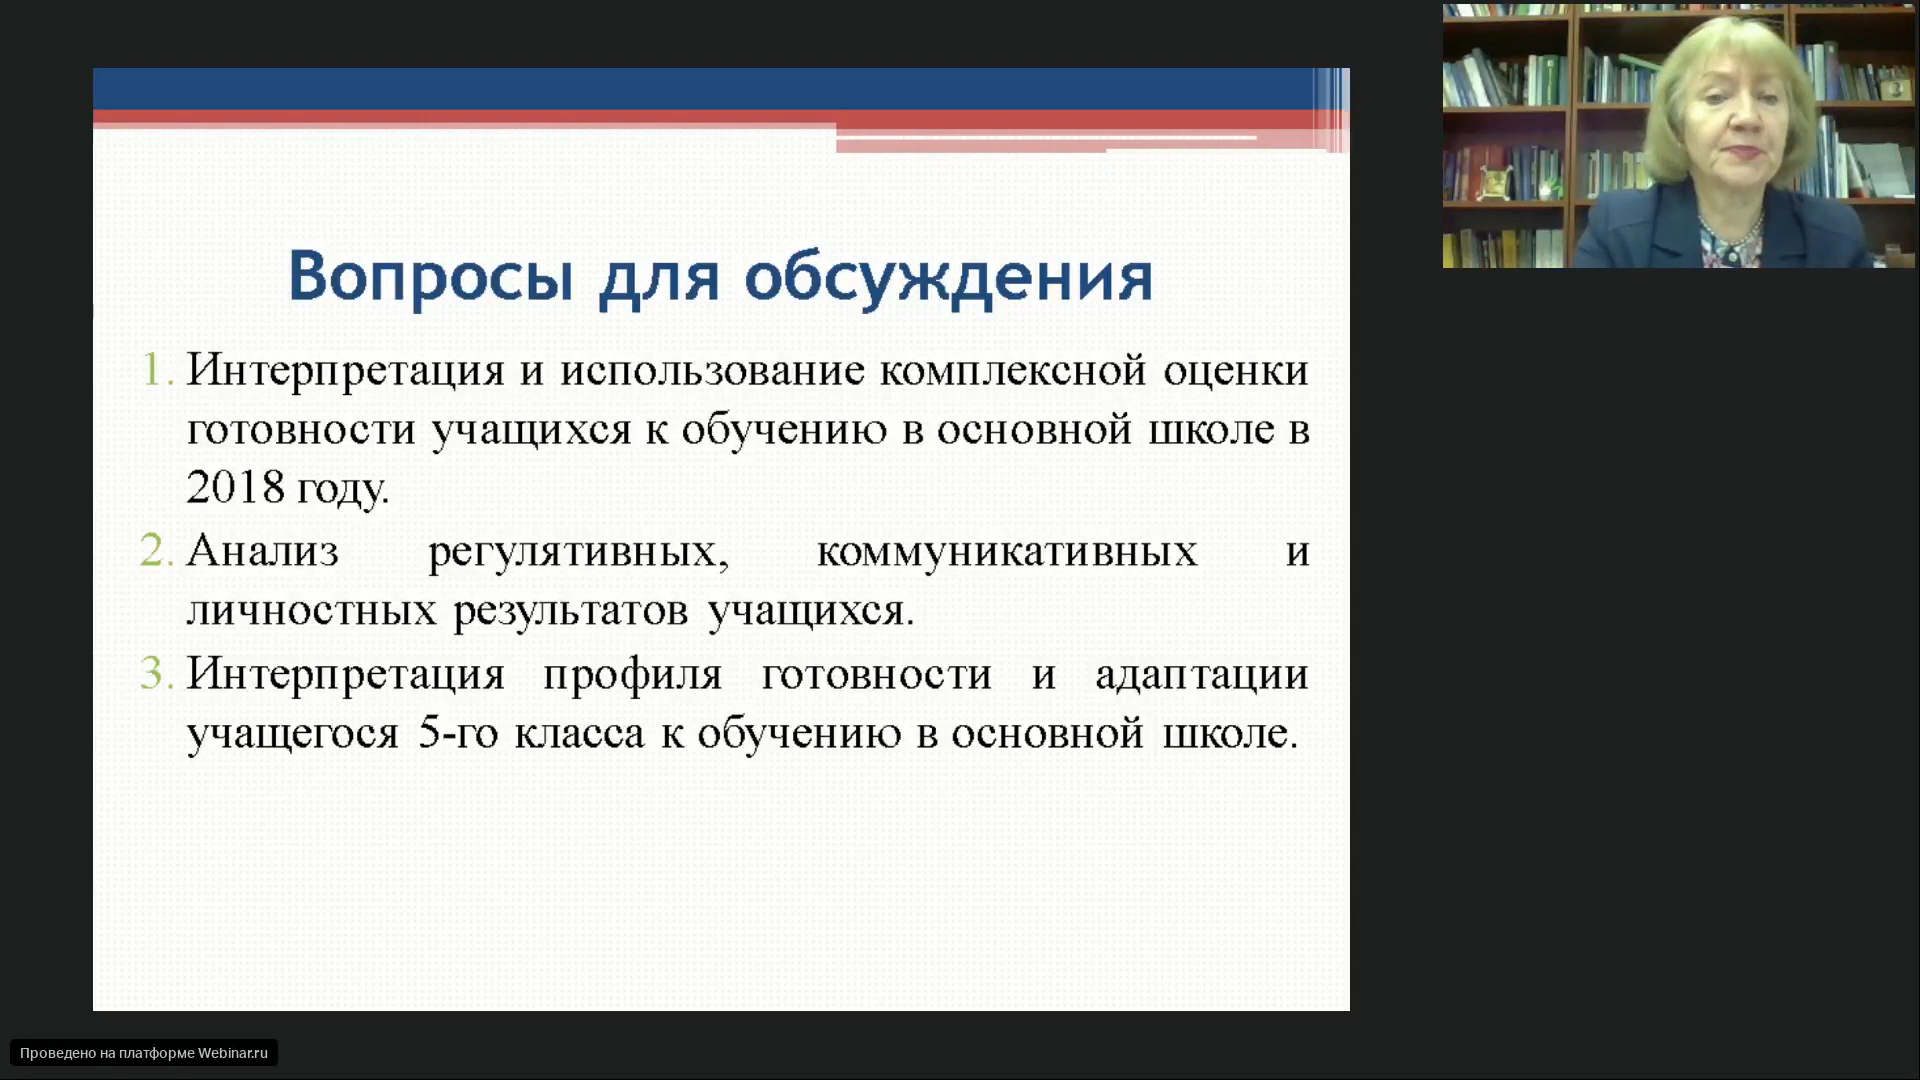 Вопросы для обсуждения
1. Интерпретация и использование комплексной оценки
готовности учащихся к обучению в основной школе в
2018 году.
2. Анализ регулятивных, коммуникативных и
личностных результатов учащихся.
3. Интерпретация профиля готовности и адаптации
учащегося 5-го класса к обучению в основной школе.
Проведено на платформе Webinar.ru